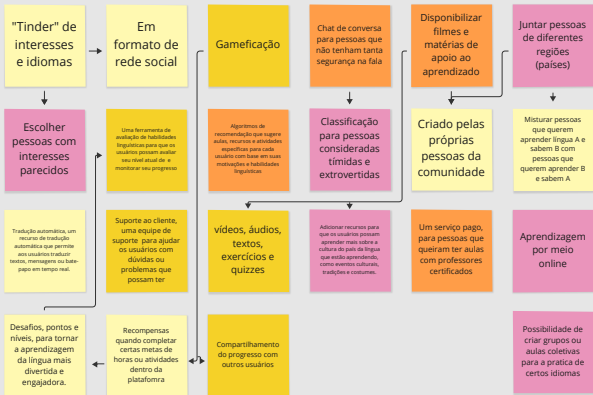 "Tinder" de
interesses
e idiomas
Em
formato de
rede social
Gameficação
Chat de conversa
para pessoas que
não tenham tanta
segurança na fala
Disponibilizar
filmes e
matérias de
apoio ao
aprendizado
Juntar pessoas
de diferentes
regiões
(países)
Escolher
pessoas com
interesses
parecidos
Uma ferramenta de
avaliação de habilidades
linguísticas para que os
usuários possam avaliar
seu nível atual de e
monitorar seu progresso
Algoritmos de
recomendação que sugere
aulas, recursos e atividades
específicas para cada
usuário com base em suas
motivações e habilidades
linguísticas
Classificação
para pessoas
consideradas
tímidas e
extrovertidas
Criado pelas
próprias
pessoas da
comunidade
Misturar pessoas
que querem
aprender língua A e
sabem B com
pessoas que
querem aprender B
e sabem A
Tradução automática, um
recurso de tradução
automática que permite
aos usuários traduzir
textos, mensagens ou bate-
papo em tempo real.
Suporte ao cliente,
uma equipe de
suporte para ajudar
os usuários com
dúvidas ou
problemas que
possam ter
vídeos, áudios,
textos,
exercícios e
quizzes
Adicionar recursos para
que os usuários possam
aprender mais sobre a
cultura do país da língua
que estão aprendendo,
como eventos culturais,
tradições e costumes.
Um serviço pago,
para pessoas que
queiram ter aulas
com professores
certificados
Aprendizagem
por meio
online
Desafios, pontos e
níveis, para tornar
a aprendizagem
da língua mais
divertida e
engajadora.
Recompensas
quando completar
certas metas de
horas ou atividades
dentro da
plataforma
Compartilhamento
do progresso com
outros usuários
Possibilidade de
criar grupos ou
aulas coletivas
para a pratica de
certos idiomas